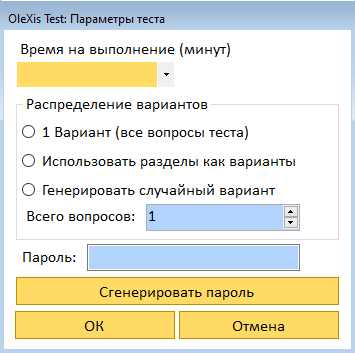 OleXis Test: Параметры теста
Время на выполнение (минут)
Распределение вариантов
1 Вариант (все вопросы теста)
Использовать разделы как варианты
Генерировать случайный вариант
Всего вопросов: 1
Пароль:
Сгенерировать пароль
ОК Отмена